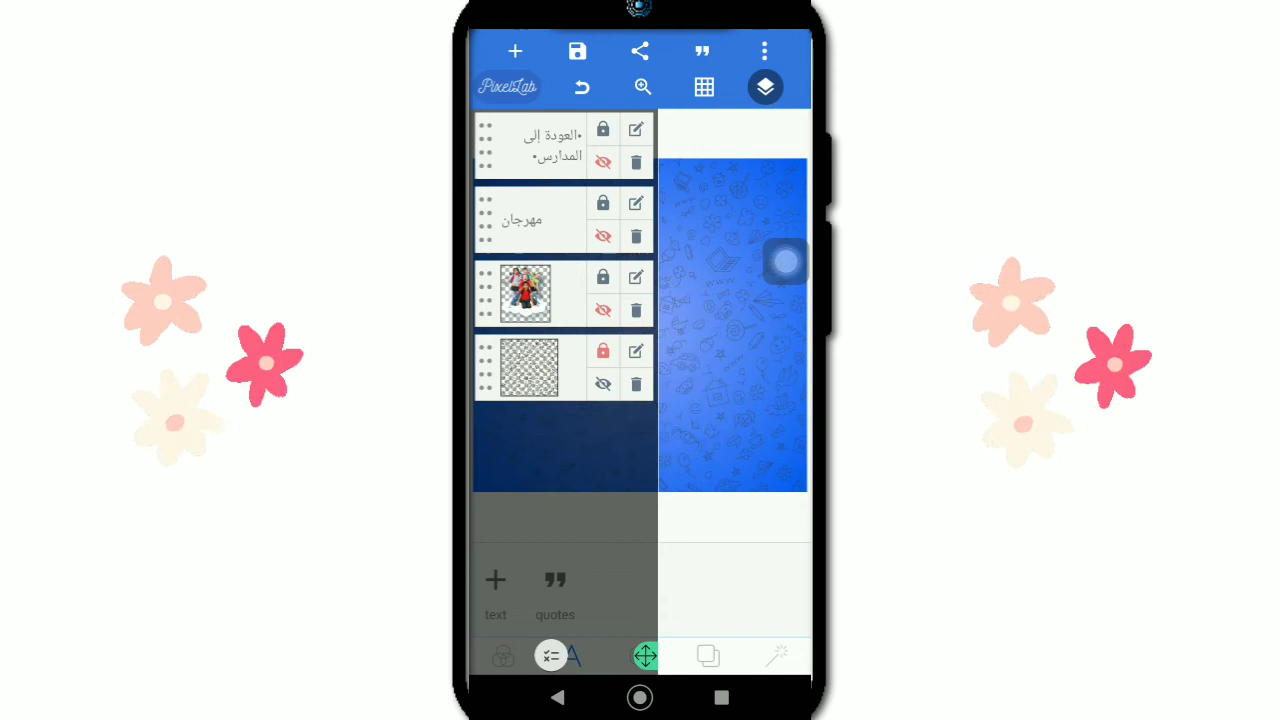 PixelLab
•العودة إلى
المدارس•
مهرجان
text
quotes